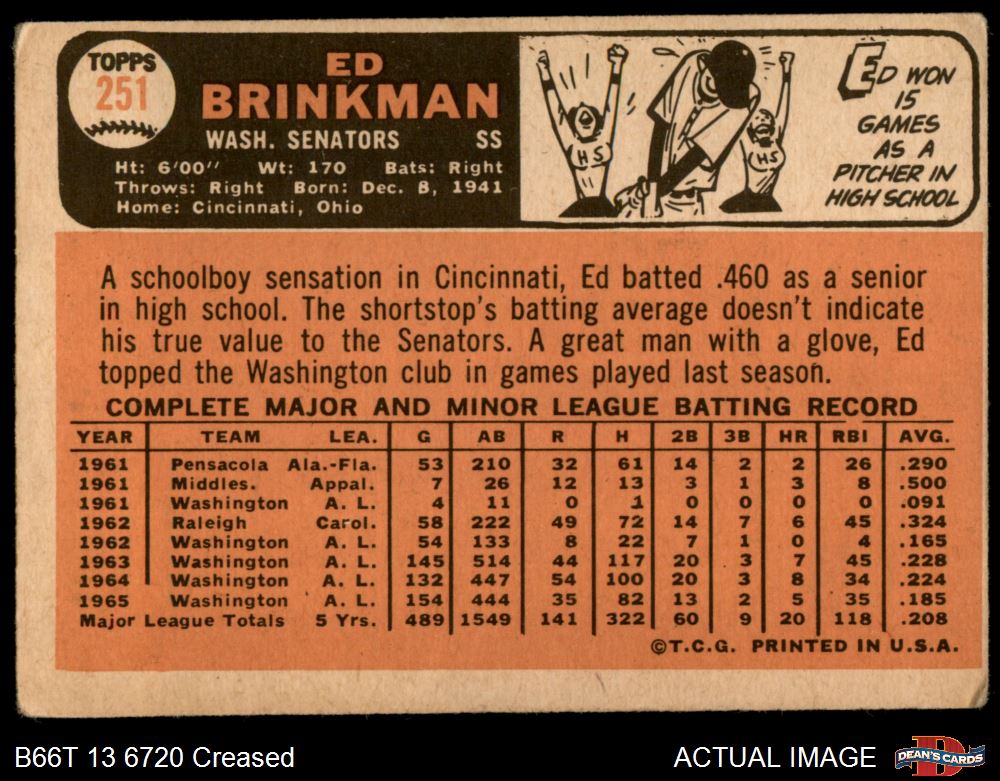 TOPPS
251
ED
BRINKMAN
WASH. SENATORS SS
Ht: 6'00" Wt: 170 Bats: Right
Throws: Right Born: Dec. 8, 1941
Home: Cincinnati, Ohio
HS
HS
ED WON
15
GAMES
AS A
PITCHER IN
HIGH SCHOOL
A schoolboy sensation in Cincinnati, Ed batted .460 as a senior
in high school. The shortstop's batting average doesn't indicate
his true value to the Senators. A great man with a glove, Ed
topped the Washington club in games played last season.
COMPLETE MAJOR AND MINOR LEAGUE BATTING RECORD
YEAR TEAM LEA. G AB R H 2B 3B HR RBI AVG.
1961 Pensacola Ala.-Fla. 53 210 32 61 14 2 2 26 .290
1961 Middles. Appal. 7 26 12 13 3 1 3 8 .500
1961 Washington A. L. 4 11 0 1 0 0 0 0 .091
1962 Raleigh Carol. 58 222 49 72 14 7 6 45 .324
1962 Washington A. L. 54 133 8 22 7 1 0 4 .165
1963 Washington A. L. 145 514 44 117 20 3 7 45 .228
1964 Washington A. L. 132 447 54 100 20 3 8 34 .224
1965 Washington A. L. 154 444 35 82 13 2 5 35 .185
Major League Totals 5 Yrs. 489 1549 141 322 60 9 20 118 .208
©T.C.G. PRINTED IN U.S.A.
B66T 13 6720 Creased
ACTUAL IMAGE
D
DEAN'S CARDS